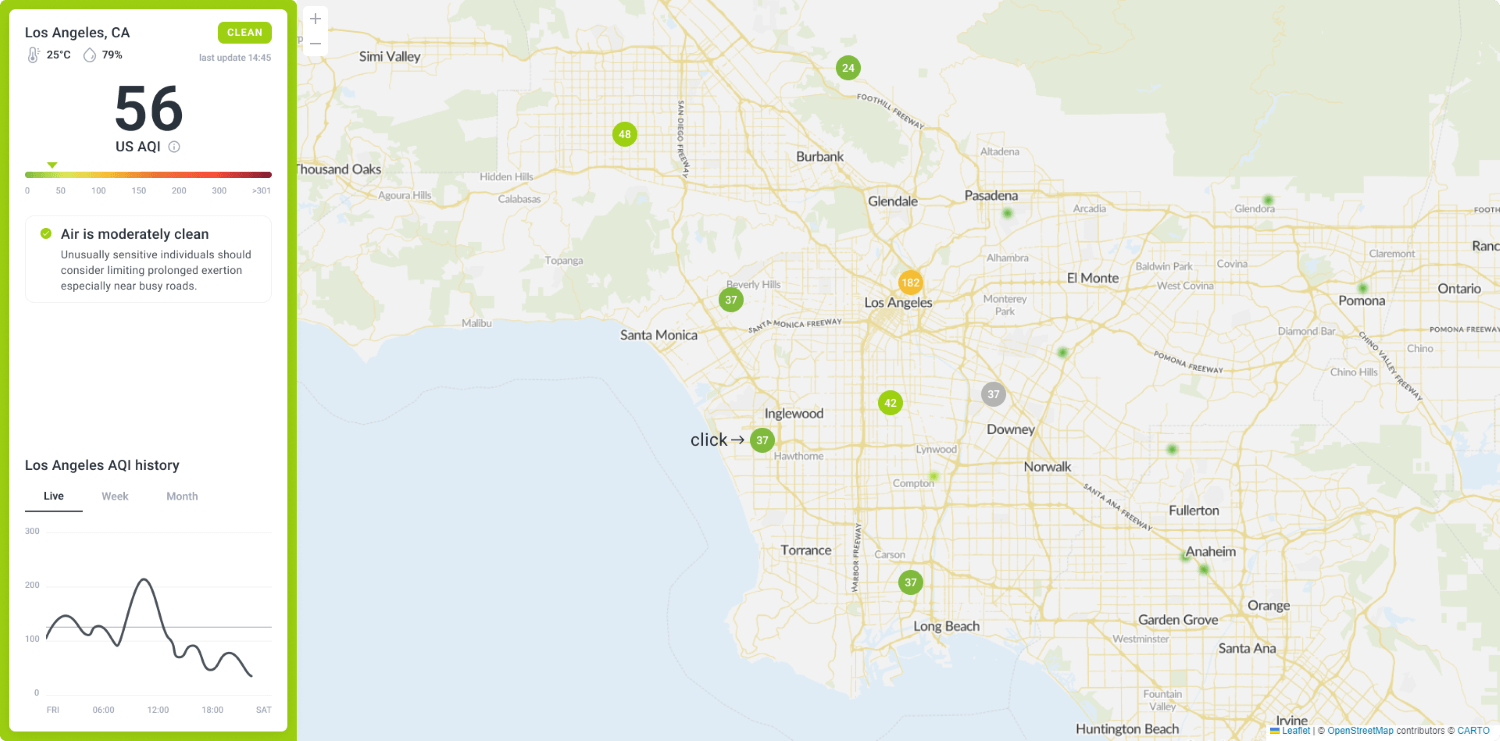 Los Angeles, CA
CLEAN
25°C
79%
last update 14:45
56
US AQI
0 50 100 150 200 300 >301
Air is moderately clean
Unusually sensitive individuals should
consider limiting prolonged exertion
especially near busy roads.
Los Angeles AQI history
Live Week Month
300
200
100
0
FRI 06:00 12:00 18:00 SAT
+
−
Simi Valley
24
FOOTHILL FREEWAY
SAN DIEGO FREEWAY
48
Burbank
Altadena
Thousand Oaks
Hidden Hills
Agoura Hills
Calabasas
Glendale
Pasadena
Arcadia
Glendora
FOOTH
Ranc
Topanga
Alhambra
Baldwin Park
Covina
Claremont
El Monte
West Covina
Beverly Hills
37
182
Los Angeles
Monterey
Park
Pomona
Ontario
Malibu
SANTA MONICA FREEWAY
Santa Monica
Diamond Bar
POMONA FREEWAY
Chino
POMONA FREEWAY
CHINO VALLEY FREEWAY
Chino Hills
37
42
Inglewood
Downey
click→
37
Hawthorne
Lynwood
Norwalk
Compton
SANTA ANA FREEWAY
Fullerton
HARBOR FREEWAY
Torrance
Carson
Anaheim
37
Orange
Long Beach
Garden Grove
Westminster
Santa Ana
Fountain
Valley
Irvine
Huntington Beach
Leaflet | © OpenStreetMap contributors © CARTO